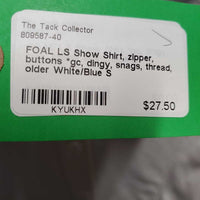 The Tack Collector
809587-40
FOAL LS Show Shirt, zipper,
buttons *gc, dingy, snags, thread,
older White/Blue S
$27.50
KYUKHX